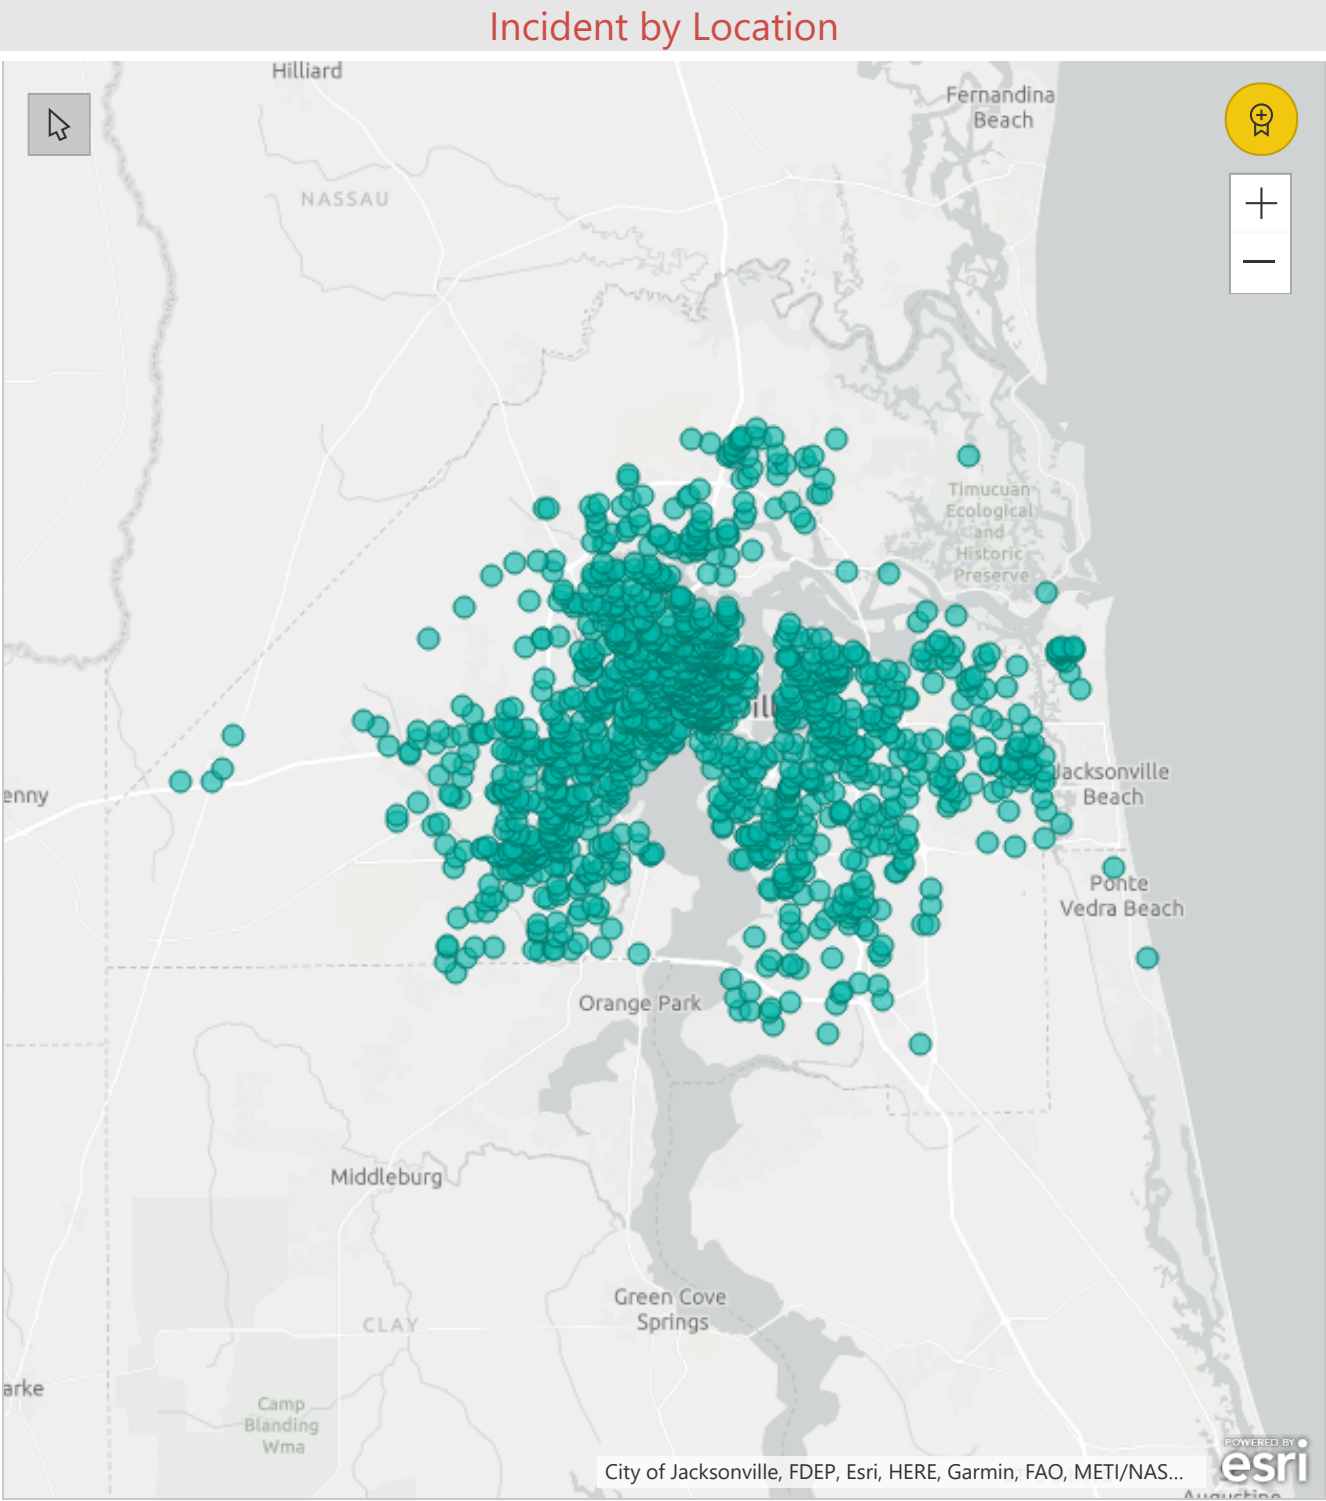 Incident by Location
Hilliard
Fernandina
Beach
NASSAU
Timucuan
Ecological
and
Historic
Preserve
ill
enny
Jacksonville
Beach
Ponte
Vedra Beach
Orange Park
Middleburg
Green Cove
Springs
CLAY
arke
Camp
Blanding
Wma
City of Jacksonville, FDEP, Esri, HERE, Garmin, FAO, METI/NAS...
POWERED BY
esri
Augustine